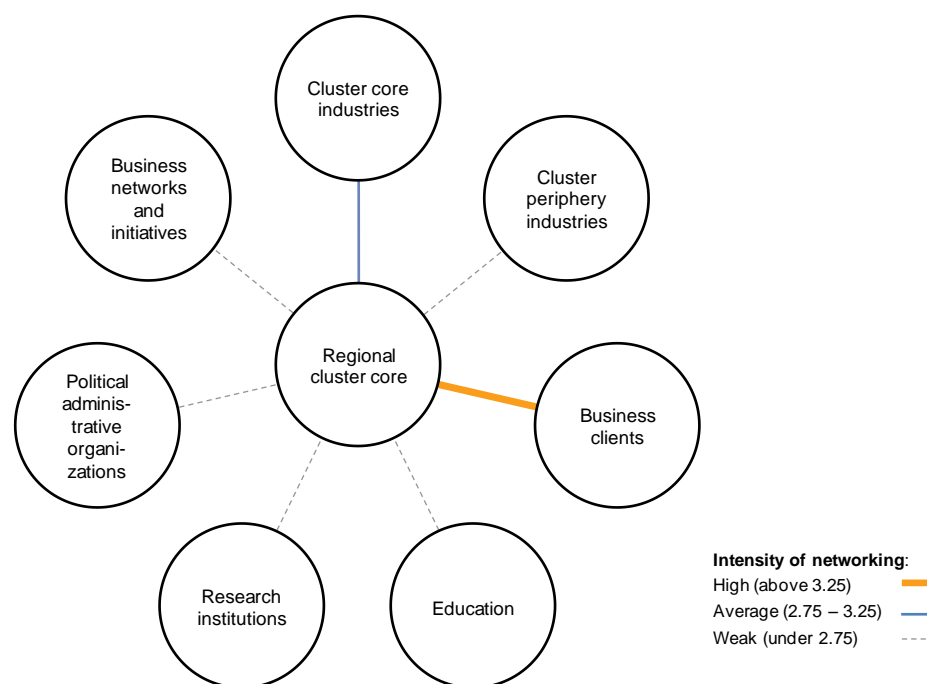 Cluster core
industries
Business
networks
and
initiatives
Cluster
periphery
industries
Regional
cluster core
Political
adminis-
trative
organi-
zations
Business
clients
Research
institutions
Education
Intensity of networking:
High (above 3.25)
Average (2.75 – 3.25)
Weak (under 2.75)